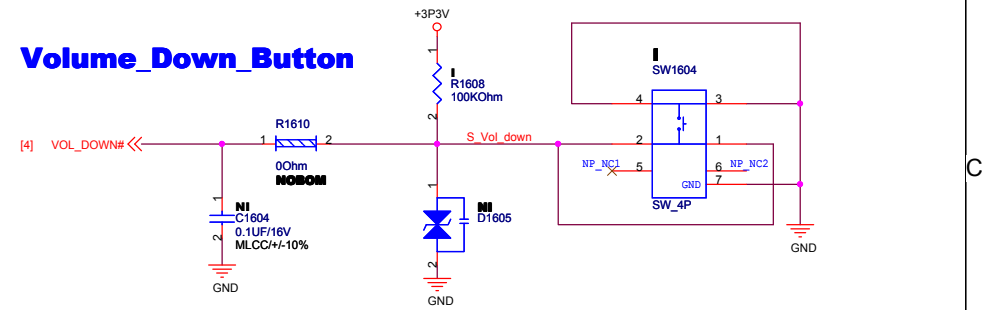 +3P3V
Volume_Down_Button
1
I
R1608
100KOhm
2
I
SW1604
4
3
R1610
[4] VOL_DOWN#
1
2
S_Vol_down
2
1
0Ohm
NOBOM
NP_NC1
5
6
NP_NC2
GND
7
SW_4P
1
NI
C1604
0.1UF/16V
MLCC/+/-10%
2
GND
1
NI
D1605
2
GND
GND
C